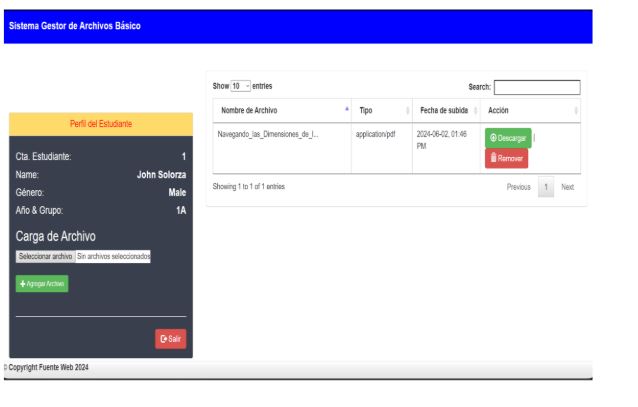 Sistema Gestor de Archivos Básico
Show 10 entries
Search:
Nombre de Archivo Tipo Fecha de subida Acción
Navegando_las_Dimensiones_de_l... application/pdf 2024-06-02, 01:46 Descargar |
PM
Remover
Showing 1 to 1 of 1 entries
Previous 1 Next
Perfil del Estudiante
Cta. Estudiante: 1
Name: John Solorza
Género: Male
Año & Grupo: 1A
Carga de Archivo
Seleccionar archivo Sin archivos seleccionados
+ Agregar Archivo
Salir
© Copyright Fuente Web 2024